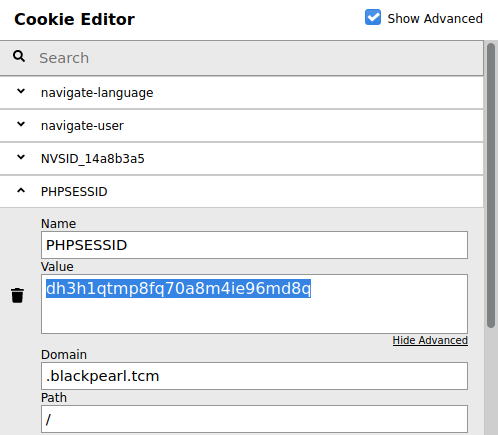 Cookie Editor
Show Advanced
Search
navigate-language
navigate-user
NVSID_14a8b3a5
PHPSESSID
Name
PHPSESSID
Value
dh3h1qtmp8fq70a8m4ie96md8q
Hide Advanced
Domain
.blackpearl.tcm
Path
/